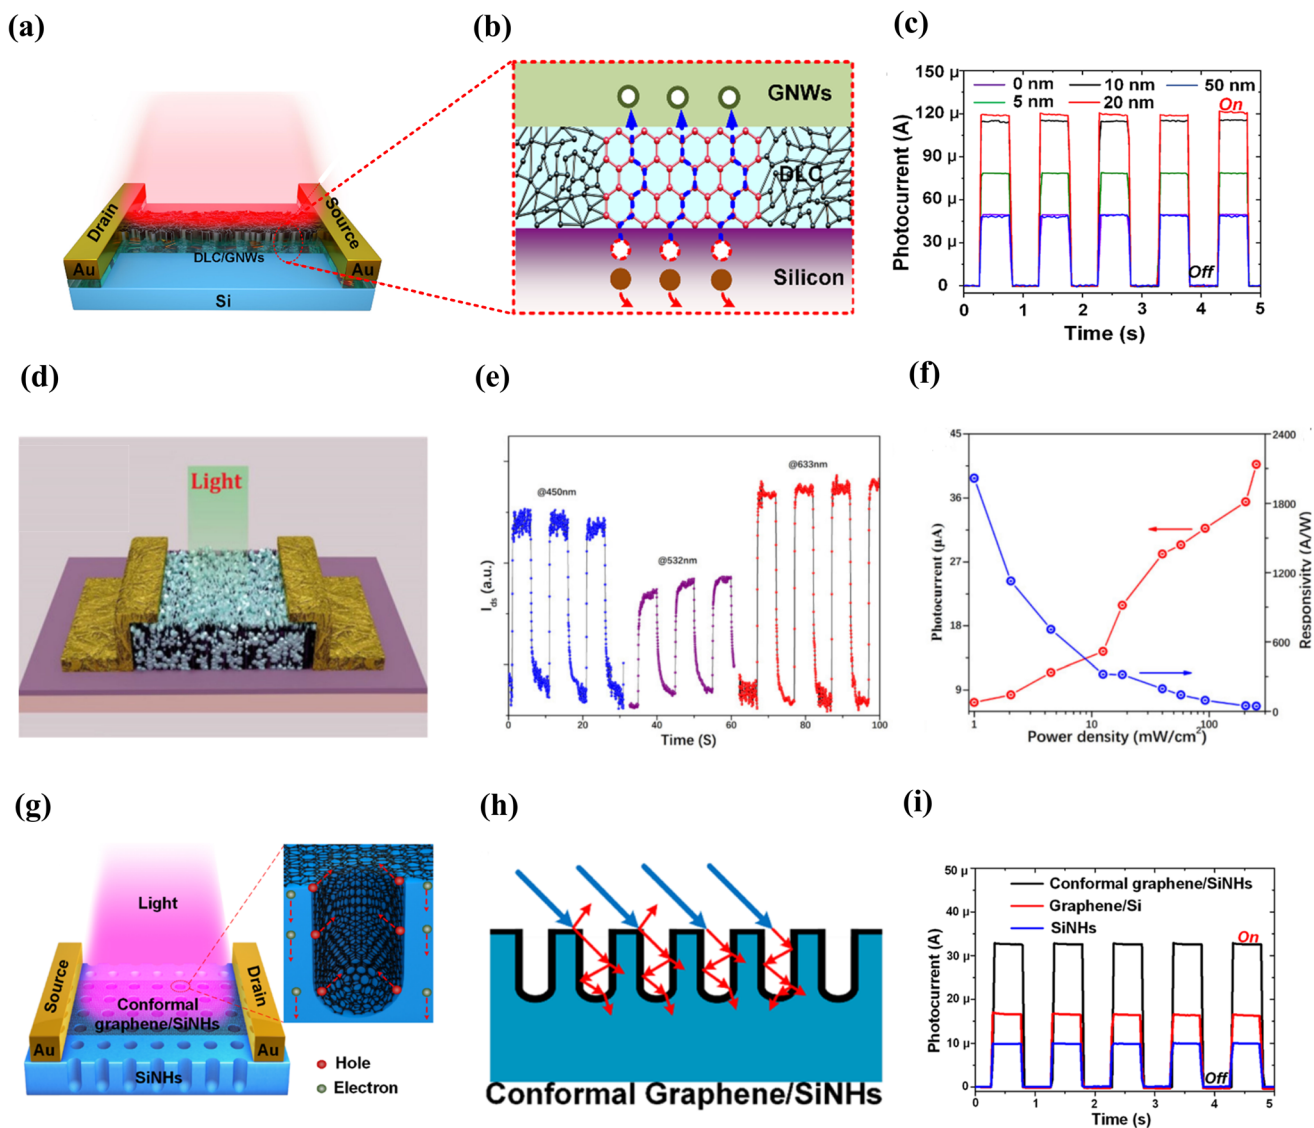 (a)
Drain
Source
Au
DLC/GNWs
Au
Si
(b)
GNWs
DLC
Silicon
(c)
150 μ
120 μ
90 μ
60 μ
30 μ
0
Photocurrent (A)
0 nm
10 nm
50 nm
5 nm
20 nm
On
Off
0
1
2
3
4
5
Time (s)
(d)
Light
(e)
@450nm
@532nm
@633nm
Ids (a.u.)
0
20
40
60
80
100
Time (S)
(f)
45
36
27
18
9
Photocurrent (μA)
2400
1800
1200
600
0
Responsivity (A/W)
1
10
100
Power density (mW/cm²)
(g)
Light
Source
Drain
Conformal
graphene/SiNHs
Au
Au
SiNHs
Hole
Electron
(h)
Conformal Graphene/SiNHs
(i)
50 μ
40 μ
30 μ
20 μ
10 μ
0
Photocurrent (A)
Conformal graphene/SiNHs
Graphene/Si
SiNHs
On
Off
0
1
2
3
4
5
Time (s)